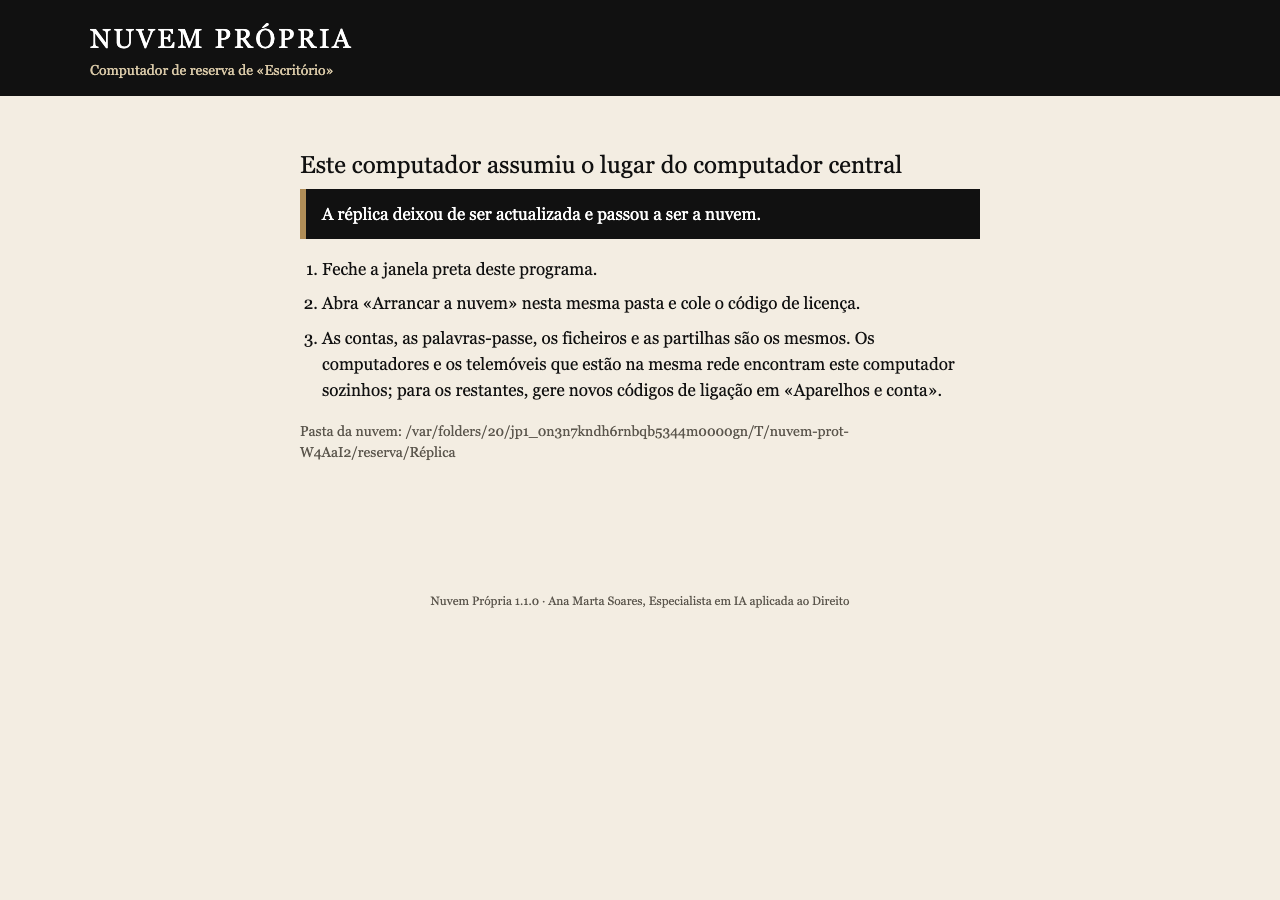 NUVEM PRÓPRIA
Computador de reserva de «Escritório»
Este computador assumiu o lugar do computador central
A réplica deixou de ser actualizada e passou a ser a nuvem.
1. Feche a janela preta deste programa.
2. Abra «Arrancar a nuvem» nesta mesma pasta e cole o código de licença.
3. As contas, as palavras-passe, os ficheiros e as partilhas são os mesmos. Os
computadores e os telemóveis que estão na mesma rede encontram este computador
sozinhos; para os restantes, gere novos códigos de ligação em «Aparelhos e conta».
Pasta da nuvem: /var/folders/20/jp1_0n3n7kndh6rnbqb5344m0000gn/T/nuvem-prot-
W4AaI2/reserva/Réplica
Nuvem Própria 1.1.0 · Ana Marta Soares, Especialista em IA aplicada ao Direito